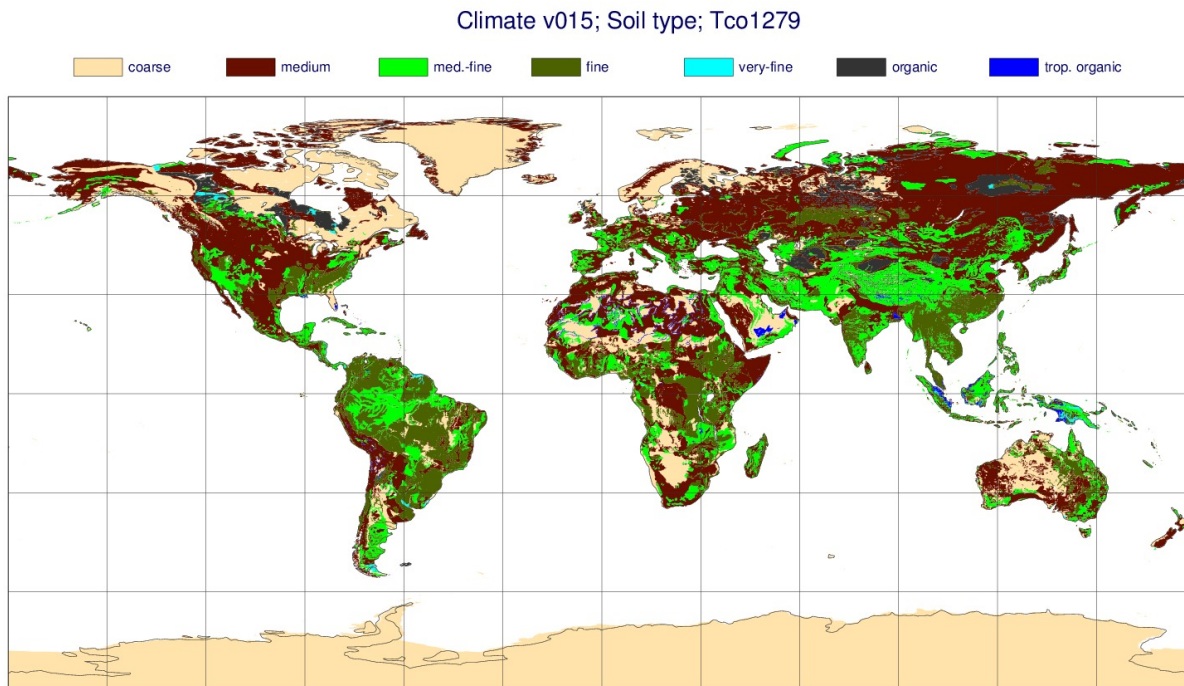 Climate v015; Soil type; Tco1279
coarse medium med.-fine fine very-fine organic trop. organic